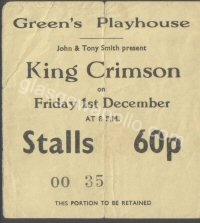 Green's Playhouse
John & Tony Smith present
King Crimson
on
Friday 1st December
AT 8 P.M.
Stalls 60p
00 35
THIS PORTION TO BE RETAINED